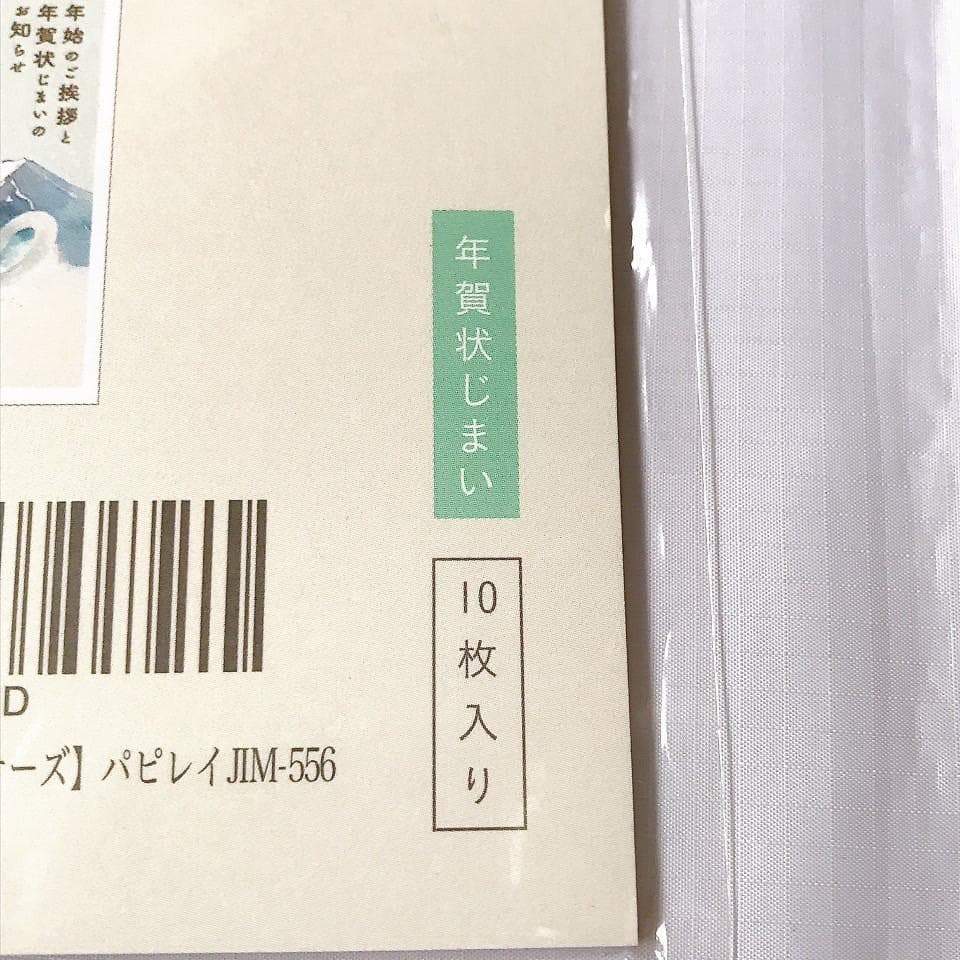 年始のご挨拶と
年賀状じまいの
お知らせ
年賀状じまい
10枚入り
D
ーズ】パピレイJIM-556